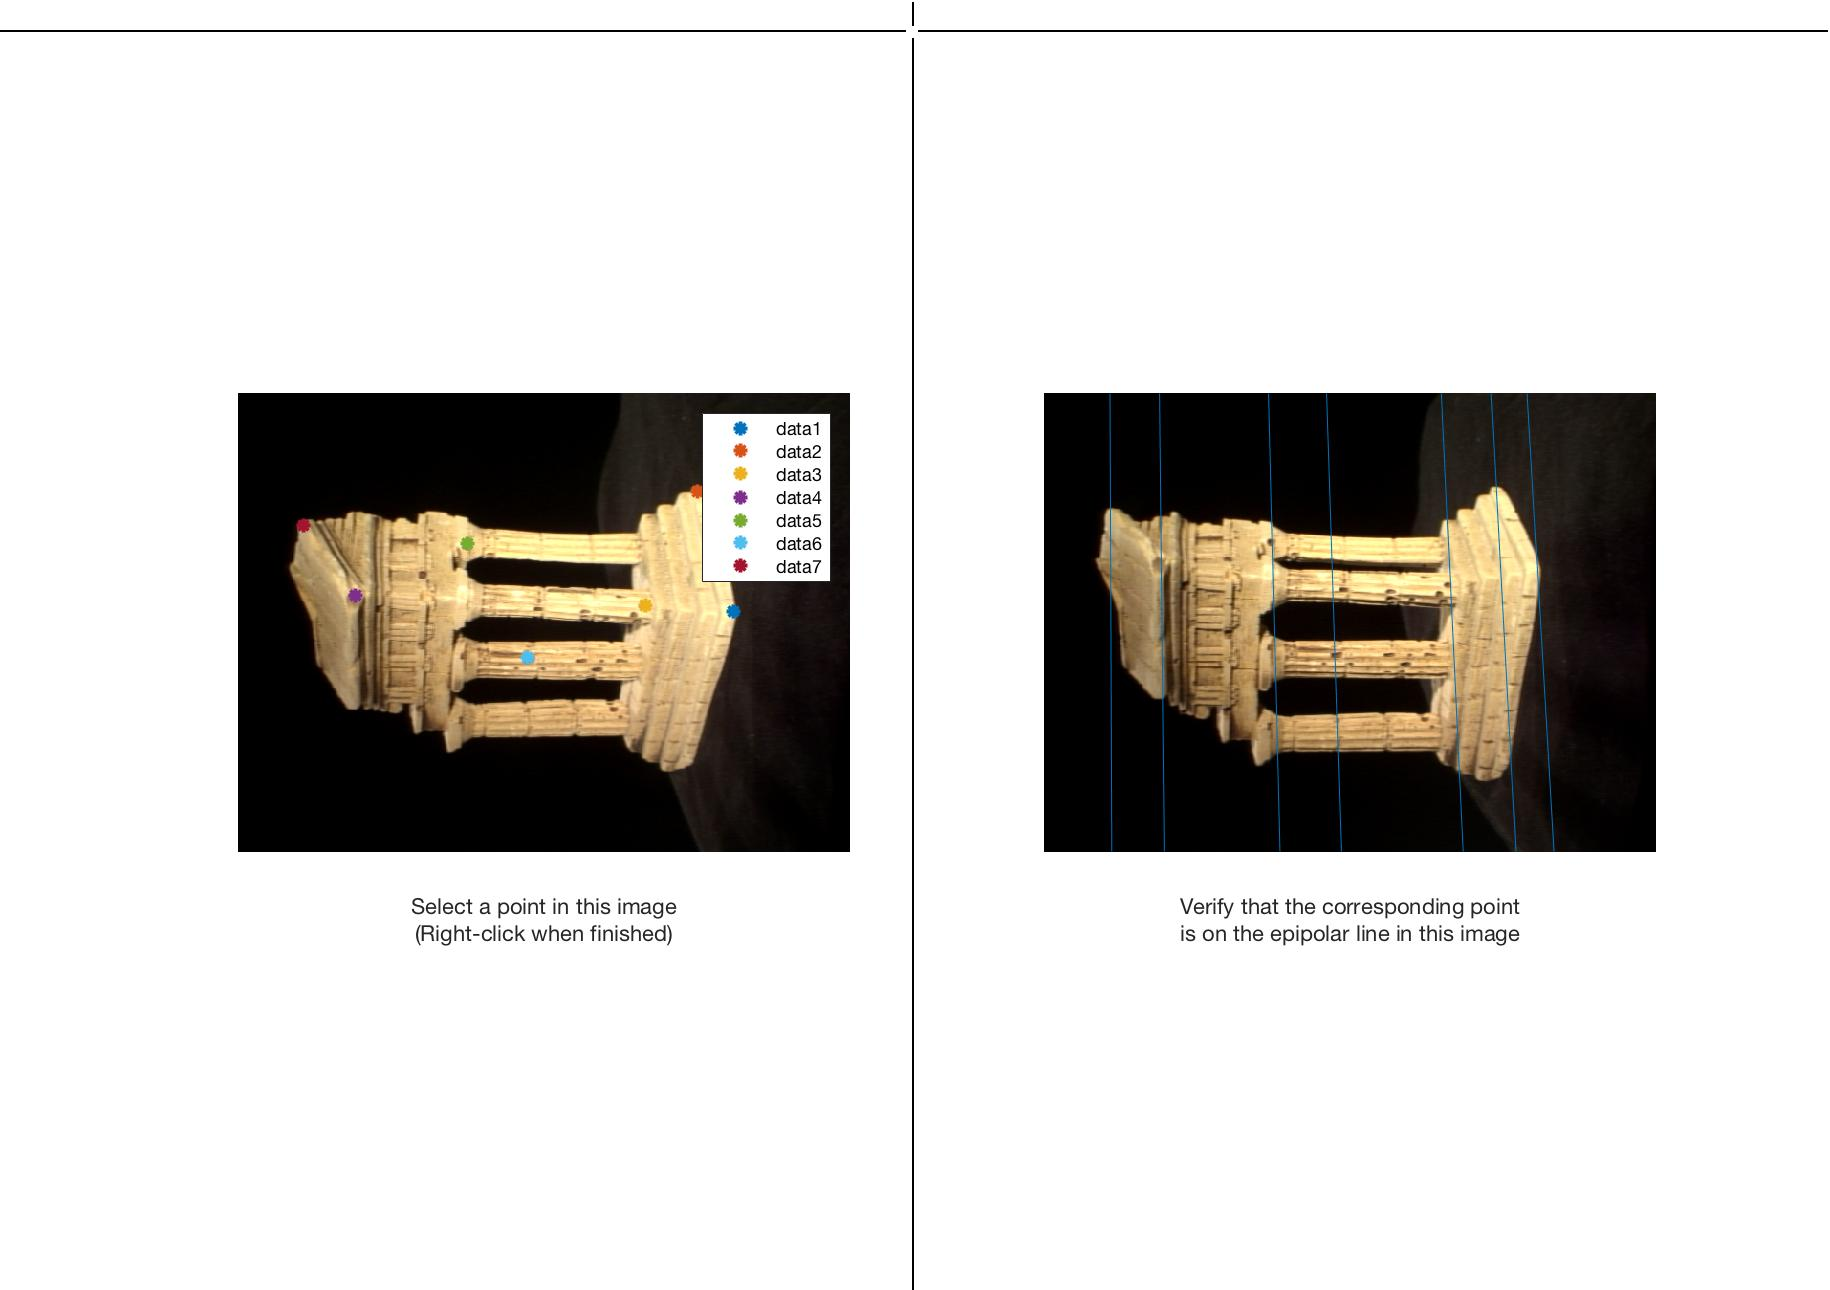 data1
data2
data3
data4
data5
data6
data7
Select a point in this image
(Right-click when finished)
Verify that the corresponding point
is on the epipolar line in this image